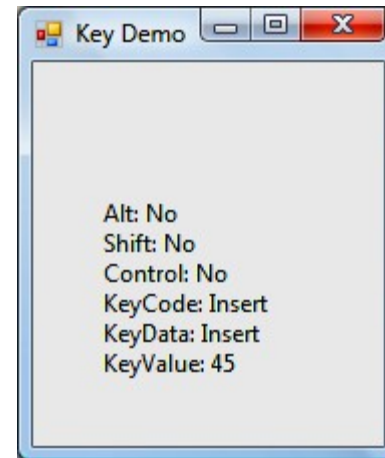 Key Demo
Alt: No
Shift: No
Control: No
KeyCode: Insert
KeyData: Insert
KeyValue: 45